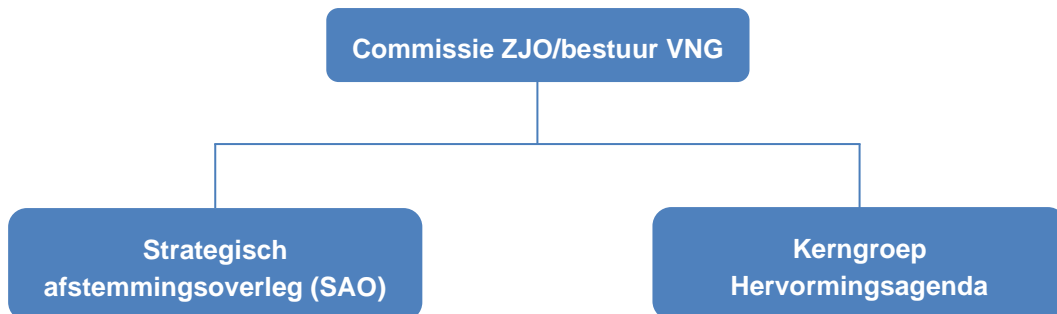 Commissie ZJO/bestuur VNG
Strategisch
afstemmingsoverleg (SAO)
Kerngroep
Hervormingsagenda